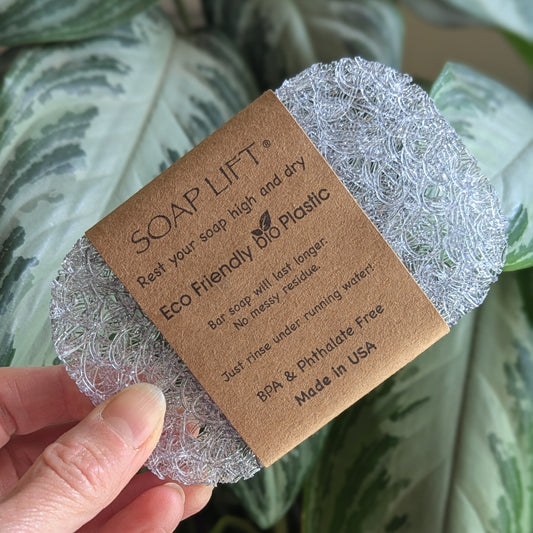 SOAP LIFT®
Rest your soap high and dry
Eco Friendly bio Plastic
Bar soap will last longer.
No messy residue.
Just rinse under running water!
BPA & Phthalate Free
Made in USA